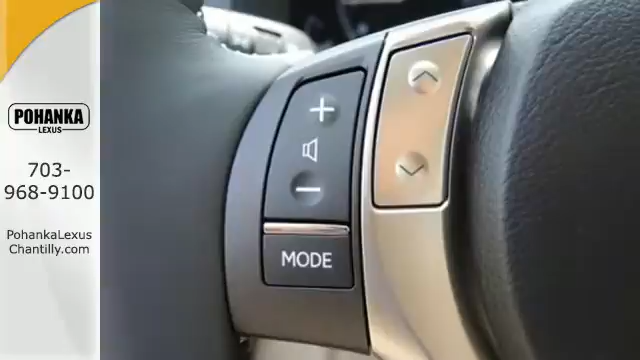 POHANKA
LEXUS
703-
968-9100
PohankaLexus
Chantilly.com
MODE